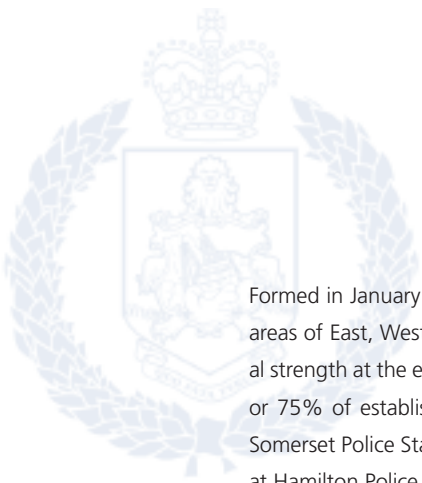 Formed in January
areas of East, West
al strength at the e
or 75% of establis
Somerset Police Sta
at Hamilton Police